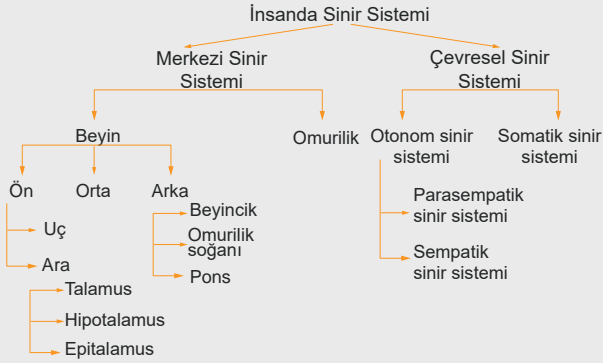 İnsanda Sinir Sistemi
Merkezi Sinir
Sistemi
Çevresel Sinir
Sistemi
Beyin
Omurilik
Otonom sinir
sistemi
Somatik sinir
sistemi
Ön
Orta
Arka
Uç
Ara
Beyincik
Omurilik
soğanı
Pons
Parasempatik
sinir sistemi
Sempatik
sinir sistemi
Talamus
Hipotalamus
Epitalamus